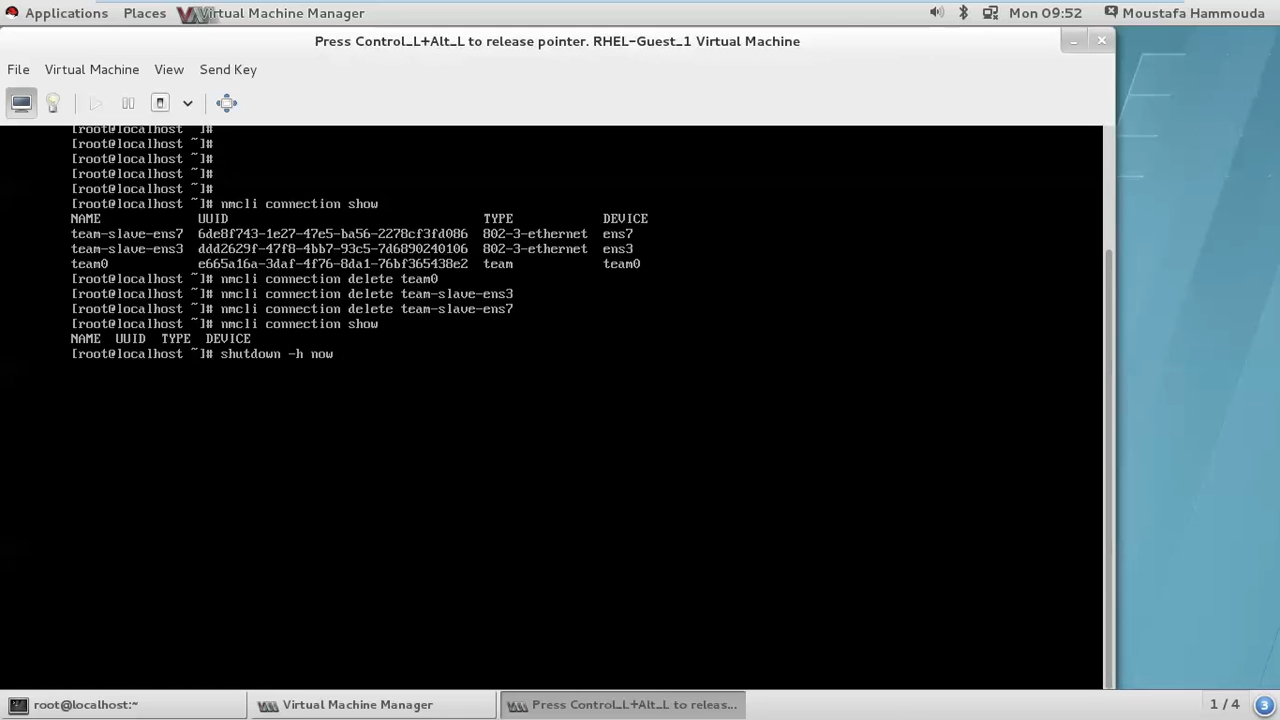 Applications Places Virtual Machine Manager Mon 09:52 Moustafa Hammouda
Press Control_L+Alt_L to release pointer. RHEL-Guest_1 Virtual Machine
File Virtual Machine View Send Key
[root@localhost ~]#
[root@localhost ~]#
[root@localhost ~]#
[root@localhost ~]#
[root@localhost ~]#
[root@localhost ~]# nmcli connection show
NAME UUID TYPE DEVICE
team-slave-ens7 6de8f743-1e27-47e5-ba56-2278cf3fd086 802-3-ethernet ens7
team-slave-ens3 ddd2629f-47f8-4bb7-93c5-7d6890240106 802-3-ethernet ens3
team0 e665a16a-3daf-4f76-8da1-76bf365438e2 team team0
[root@localhost ~]# nmcli connection delete team0
[root@localhost ~]# nmcli connection delete team-slave-ens3
[root@localhost ~]# nmcli connection delete team-slave-ens7
[root@localhost ~]# nmcli connection show
NAME UUID TYPE DEVICE
[root@localhost ~]# shutdown -h now
root@localhost:~ Virtual Machine Manager Press Control_L+Alt_L to releas... 1 / 4 3